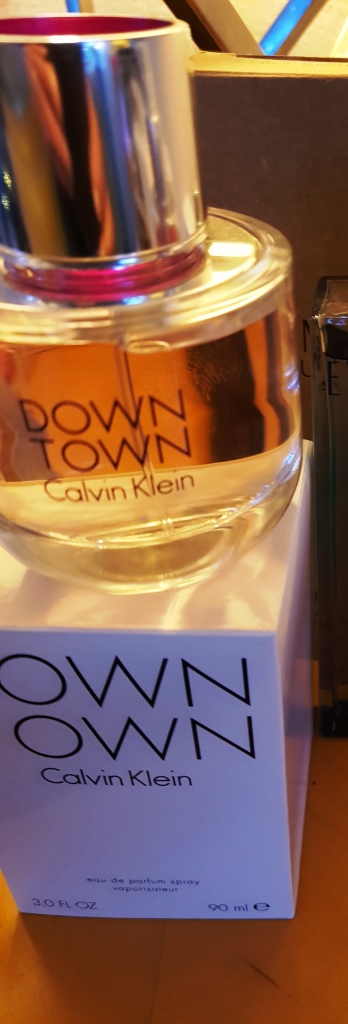 DOWN
TOWN
Calvin Klein
OWN
OWN
Calvin Klein
eau de parfum spray
vaporisateur
3.0 FL OZ
90 ml ℮